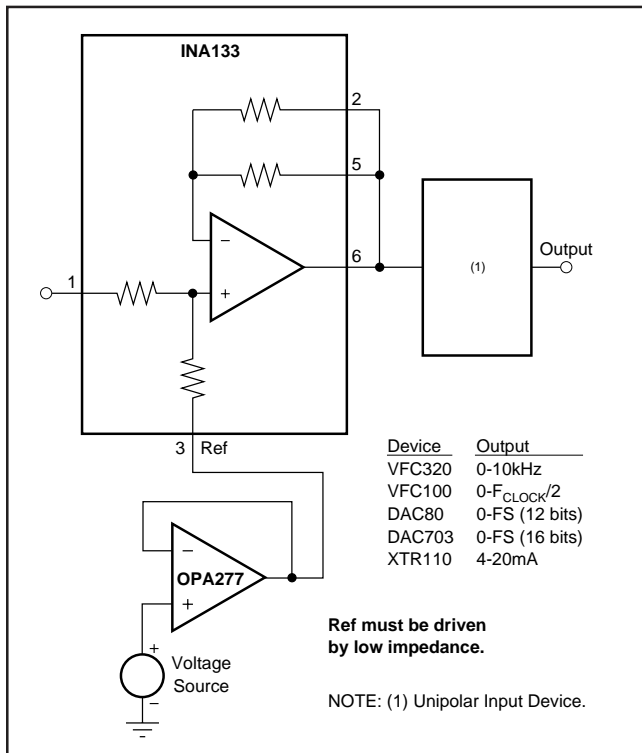 INA133
2
5
−
6
1
+
(1)
Output
3 Ref
Device Output
VFC320 0-10kHz
VFC100 0-FCLOCK/2
DAC80 0-FS (12 bits)
DAC703 0-FS (16 bits)
XTR110 4-20mA
−
OPA277
+
Ref must be driven
by low impedance.
+
Voltage
Source
−
NOTE: (1) Unipolar Input Device.